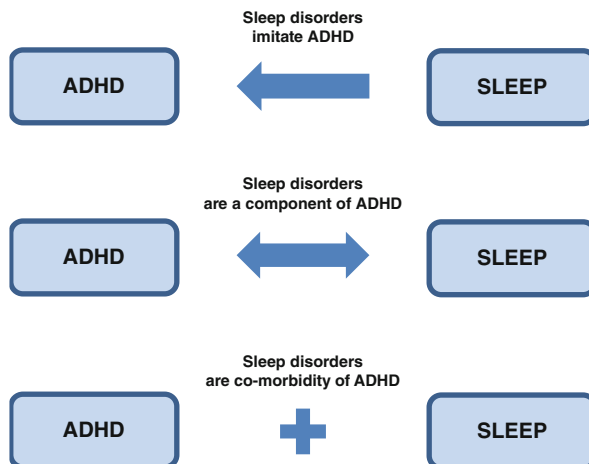 Sleep disorders
imitate ADHD
ADHD
SLEEP
Sleep disorders
are a component of ADHD
ADHD
SLEEP
Sleep disorders
are co-morbidity of ADHD
ADHD
SLEEP